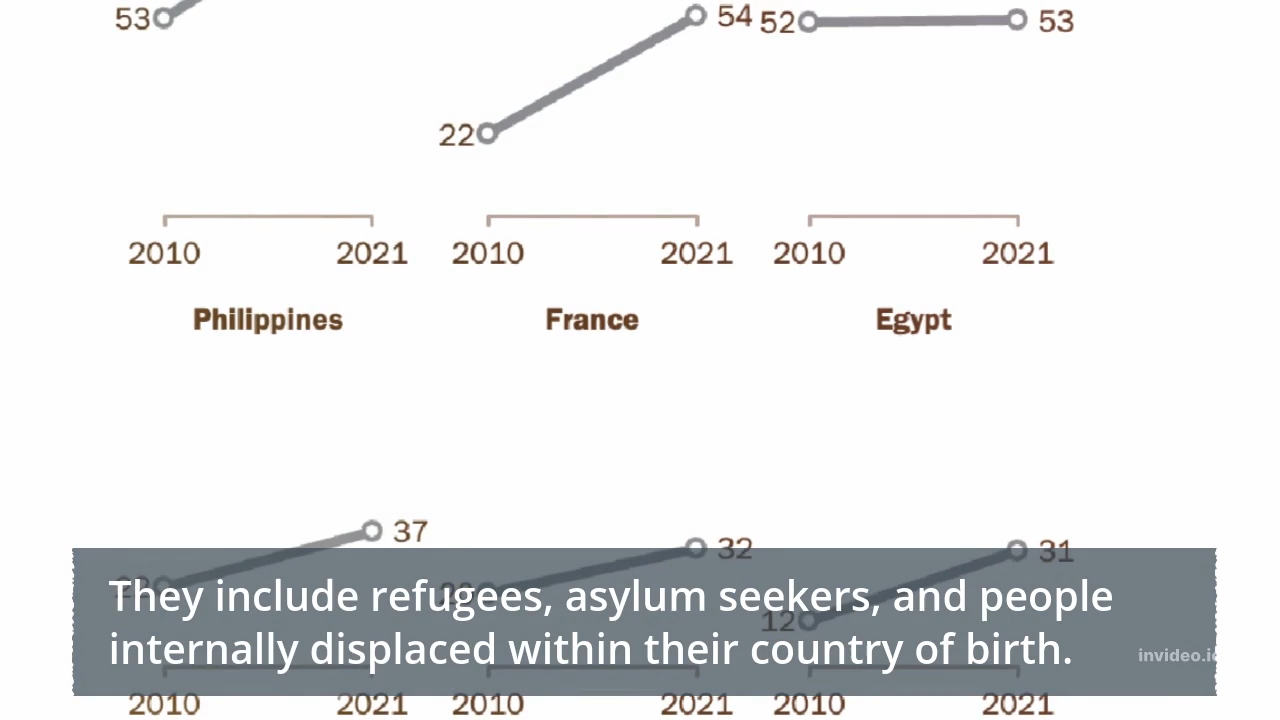 53 54 52 53
22
2010 2021 2010 2021 2010 2021
Philippines France Egypt
37 32 31
12
They include refugees, asylum seekers, and people
internally displaced within their country of birth.
invideo.io
2010 2021 2010 2021 2010 2021